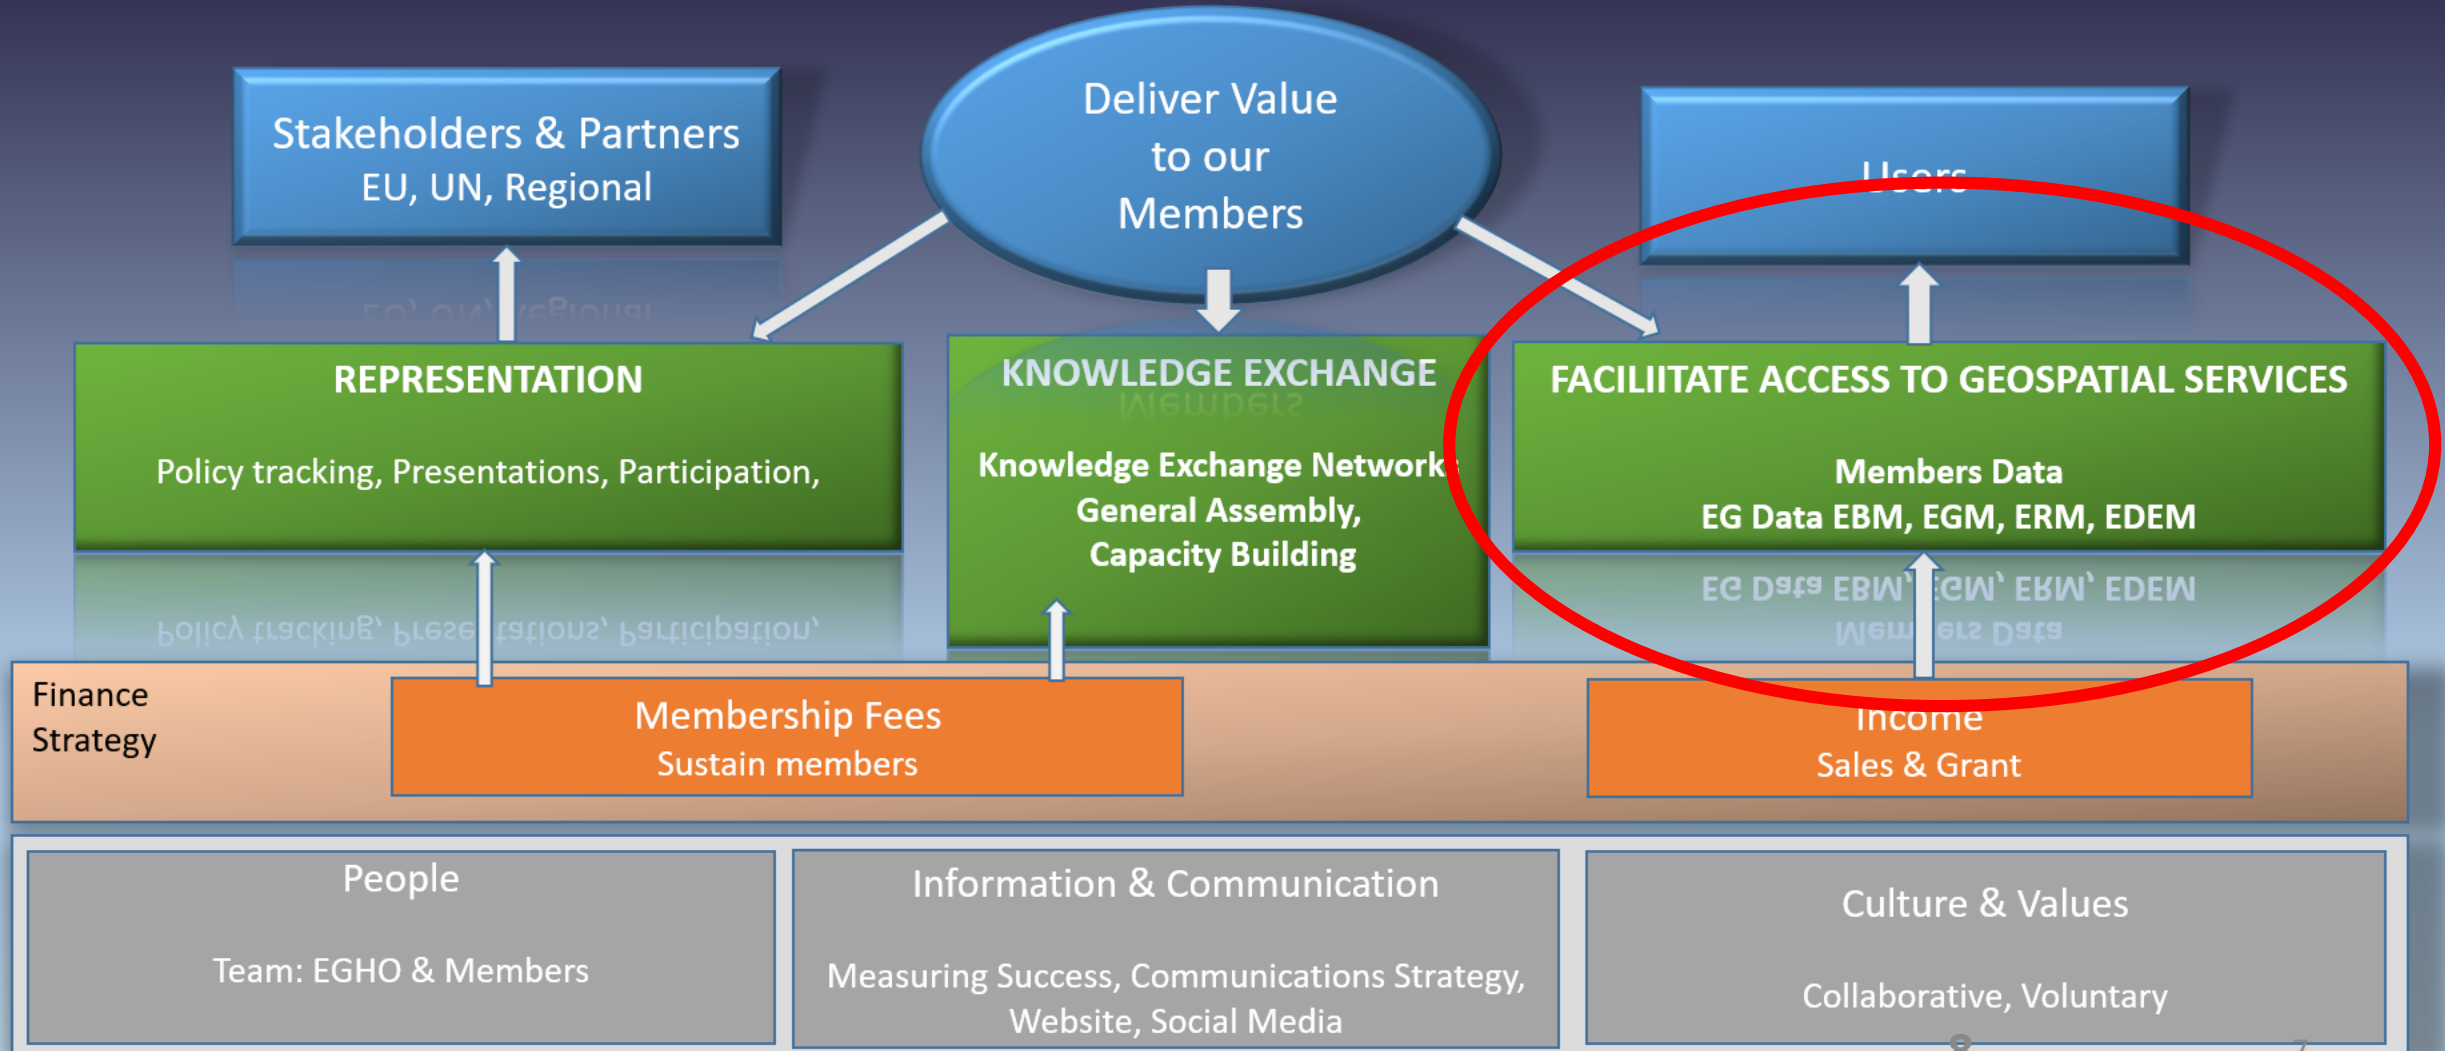 Stakeholders & Partners
EU, UN, Regional
Deliver Value
to our
Members
Users
REPRESENTATION
Policy tracking, Presentations, Participation,
KNOWLEDGE EXCHANGE
Knowledge Exchange Networks
General Assembly,
Capacity Building
FACILIITATE ACCESS TO GEOSPATIAL SERVICES
Members Data
EG Data EBM, EGM, ERM, EDEM
Finance
Strategy
Membership Fees
Sustain members
Income
Sales & Grant
People
Team: EGHO & Members
Information & Communication
Measuring Success, Communications Strategy,
Website, Social Media
Culture & Values
Collaborative, Voluntary